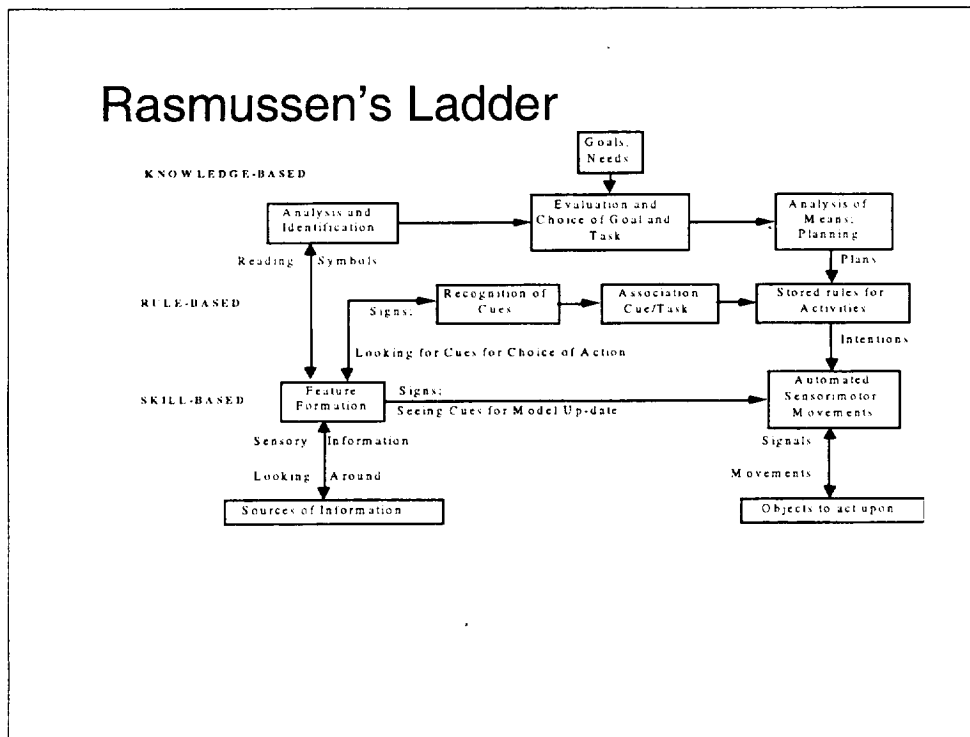 Rasmussen's Ladder
Goals;
Needs
KNOWLEDGE-BASED
Analysis and
Identification
Evaluation and
Choice of Goal and
Task
Analysis of
Means;
Planning
Reading Symbols
Plans
RULE-BASED
Signs;
Recognition of
Cues
Association
Cue/Task
Stored rules for
Activities
Looking for Cues for Choice of Action
Intentions
SKILL-BASED
Feature
Formation
Signs;
Seeing Cues for Model Up-date
Automated
Sensorimotor
Movements
Sensory Information
Signals
Looking Around
Movements
Sources of Information
Objects to act upon